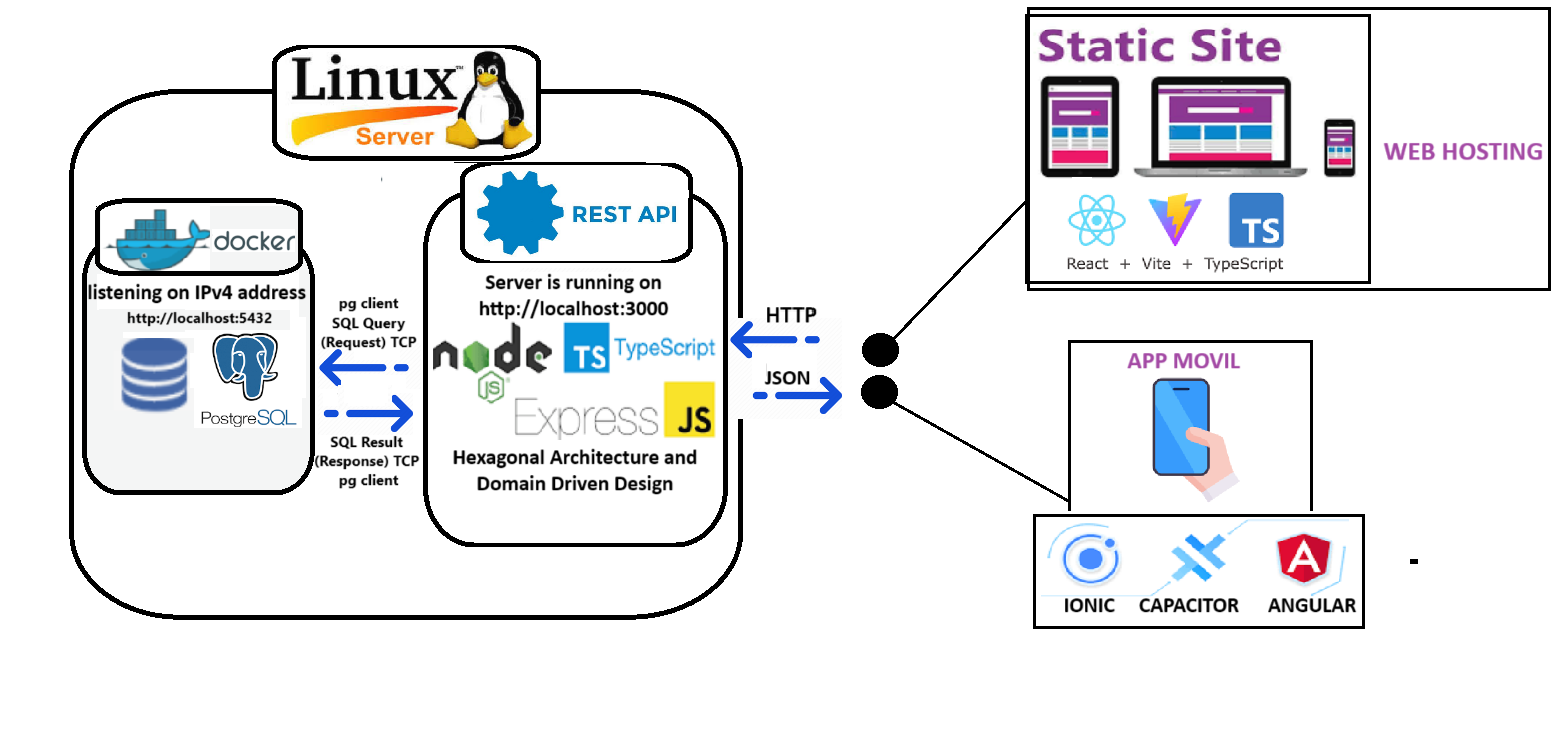 Linux™
Server
docker
listening on IPv4 address
http://localhost:5432
PostgreSQL
pg client
SQL Query
(Request) TCP
SQL Result
(Response) TCP
pg client
REST API
Server is running on
http://localhost:3000
node
JS
TS TypeScript
Express JS
Hexagonal Architecture and
Domain Driven Design
HTTP
JSON
Static Site
TS
React + Vite + TypeScript
WEB HOSTING
APP MOVIL
IONIC CAPACITOR ANGULAR